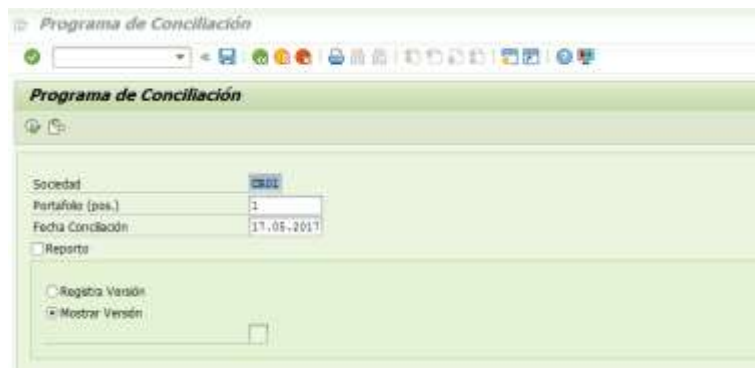 Programa de Conciliación
Programa de Conciliación
Sociedad
Portafolio (pos.) 1
Fecha Conciliación 17.05.2017
Reporto
Registra Versión
Mostrar Versión